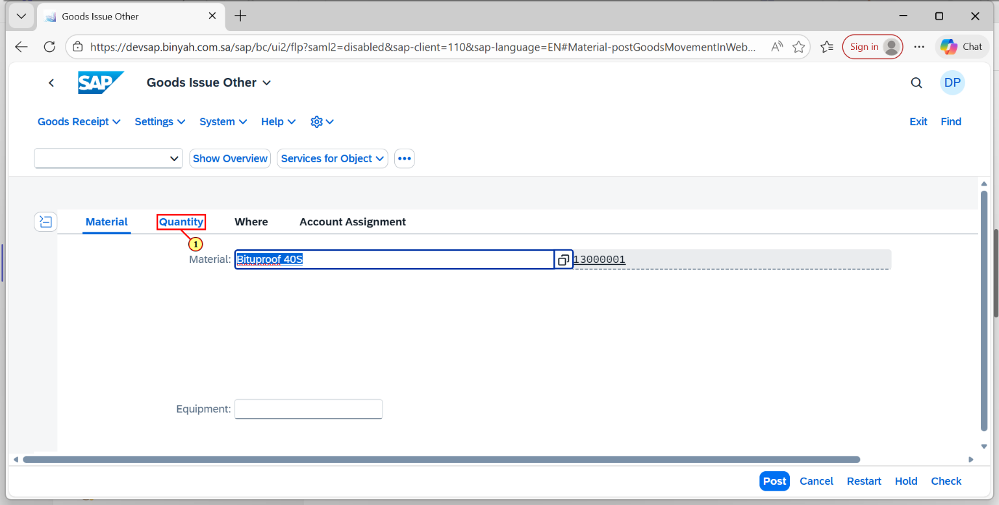 Goods Issue Other
https://devsap.binyah.com.sa/sap/bc/ui2/flp?saml2=disabled&sap-client=110&sap-language=EN#Material-postGoodsMovementInWeb...
Sign in
Chat
SAP
Goods Issue Other
DP
Goods Receipt
Settings
System
Help
Exit
Find
Show Overview
Services for Object
Material
Quantity
Where
Account Assignment
1
Material:
Bituproof 40S
13000001
Equipment:
Post
Cancel
Restart
Hold
Check